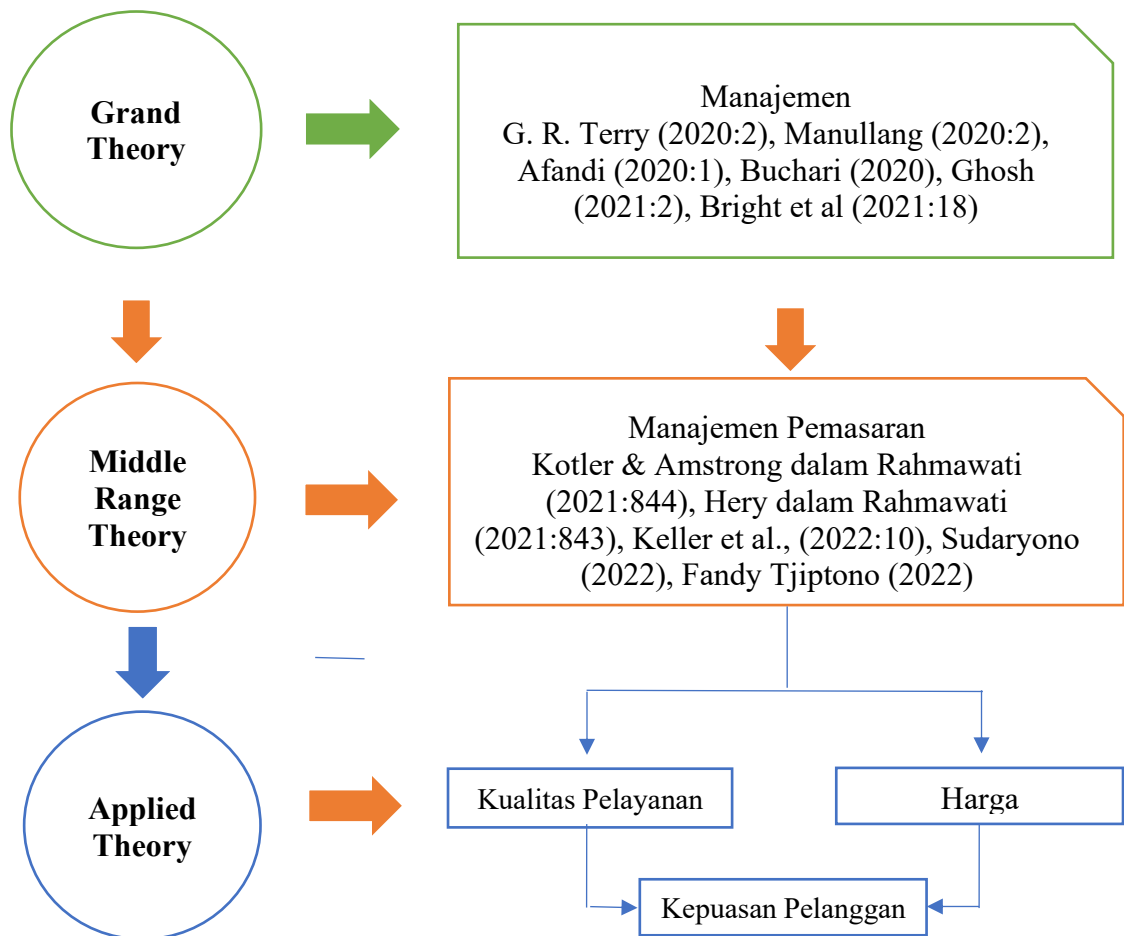 Grand
Theory
Manajemen
G. R. Terry (2020:2), Manullang (2020:2),
Afandi (2020:1), Buchari (2020), Ghosh
(2021:2), Bright et al (2021:18)
Middle
Range
Theory
Manajemen Pemasaran
Kotler & Amstrong dalam Rahmawati
(2021:844), Hery dalam Rahmawati
(2021:843), Keller et al., (2022:10), Sudaryono
(2022), Fandy Tjiptono (2022)
Applied
Theory
Kualitas Pelayanan
Harga
Kepuasan Pelanggan